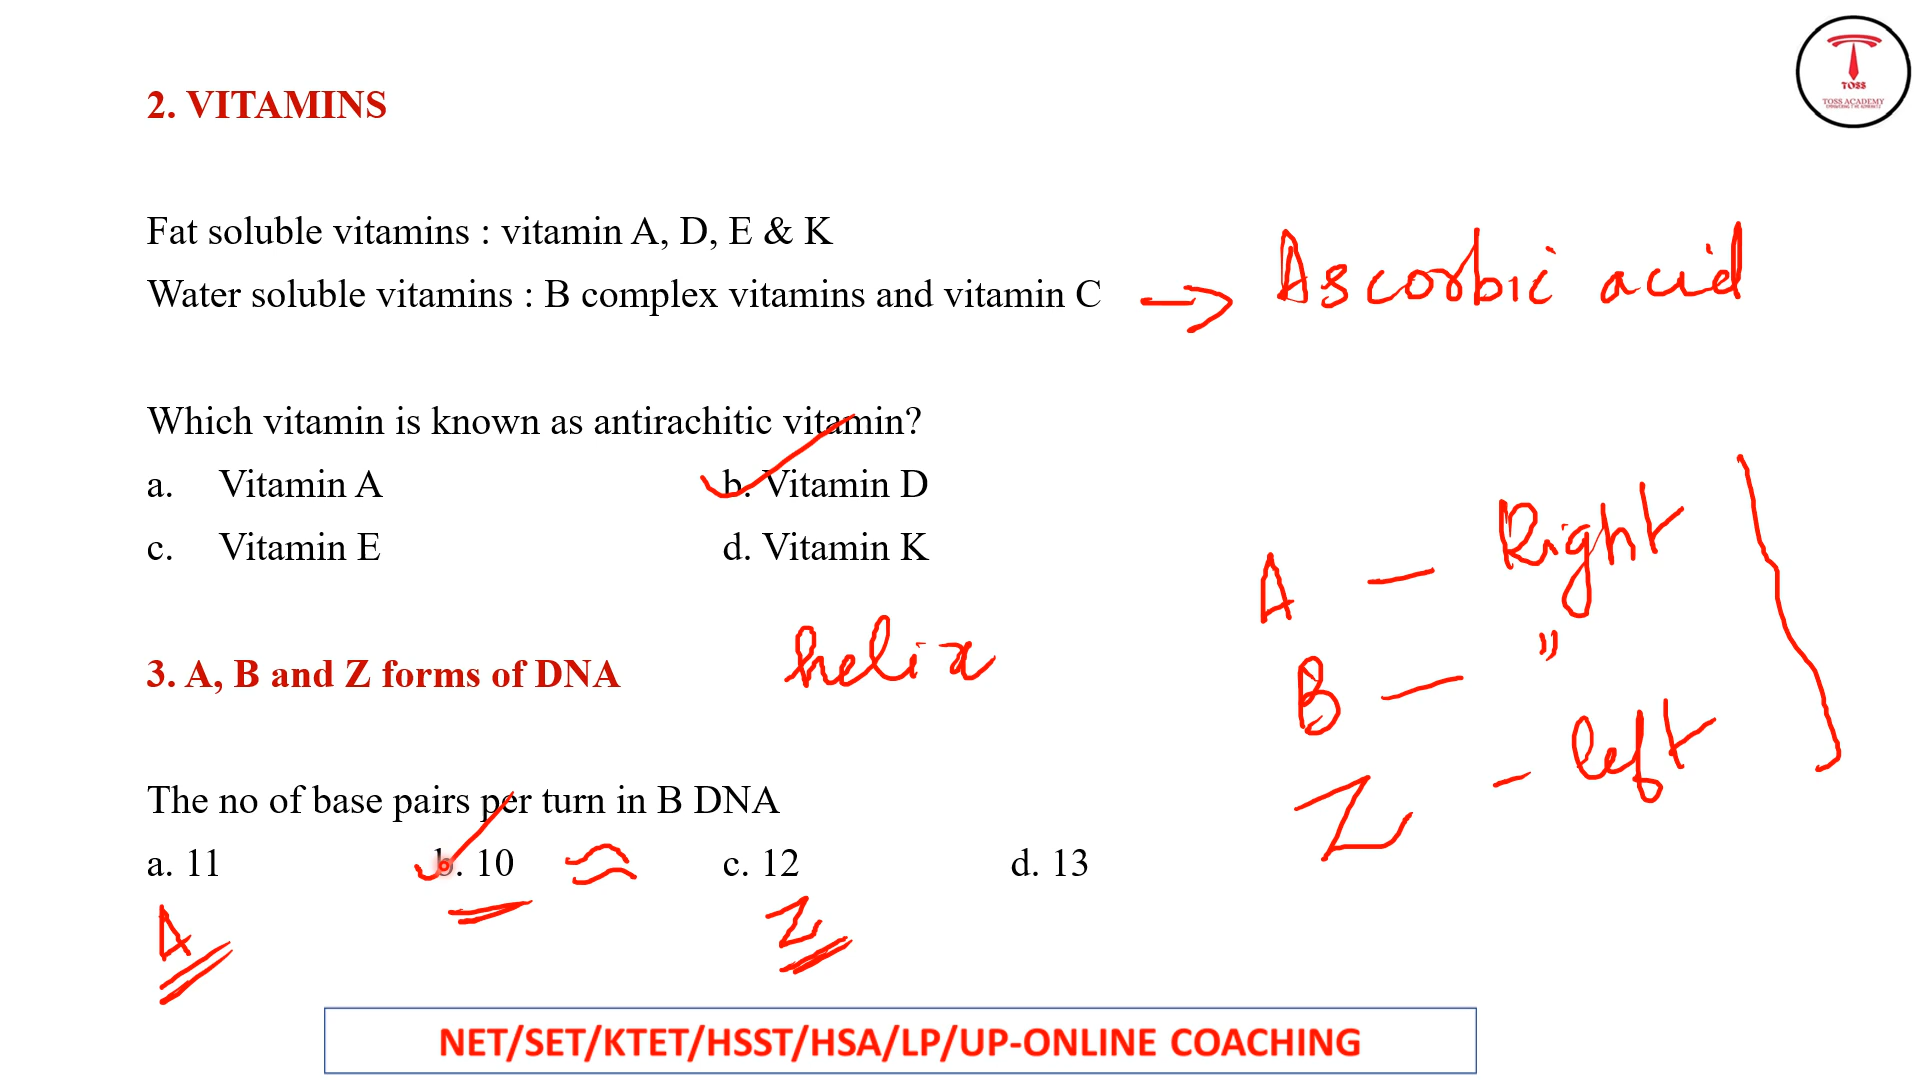 TOSS
TOSS ACADEMY
2. VITAMINS
Fat soluble vitamins : vitamin A, D, E & K
Water soluble vitamins : B complex vitamins and vitamin C → Ascorbic acid
Which vitamin is known as antirachitic vitamin?
a. Vitamin A b. Vitamin D
c. Vitamin E d. Vitamin K
A – Right
B – "
Z – left
3. A, B and Z forms of DNA helix
The no of base pairs per turn in B DNA
a. 11 b. 10 c. 12 d. 13
A Z
NET/SET/KTET/HSST/HSA/LP/UP-ONLINE COACHING